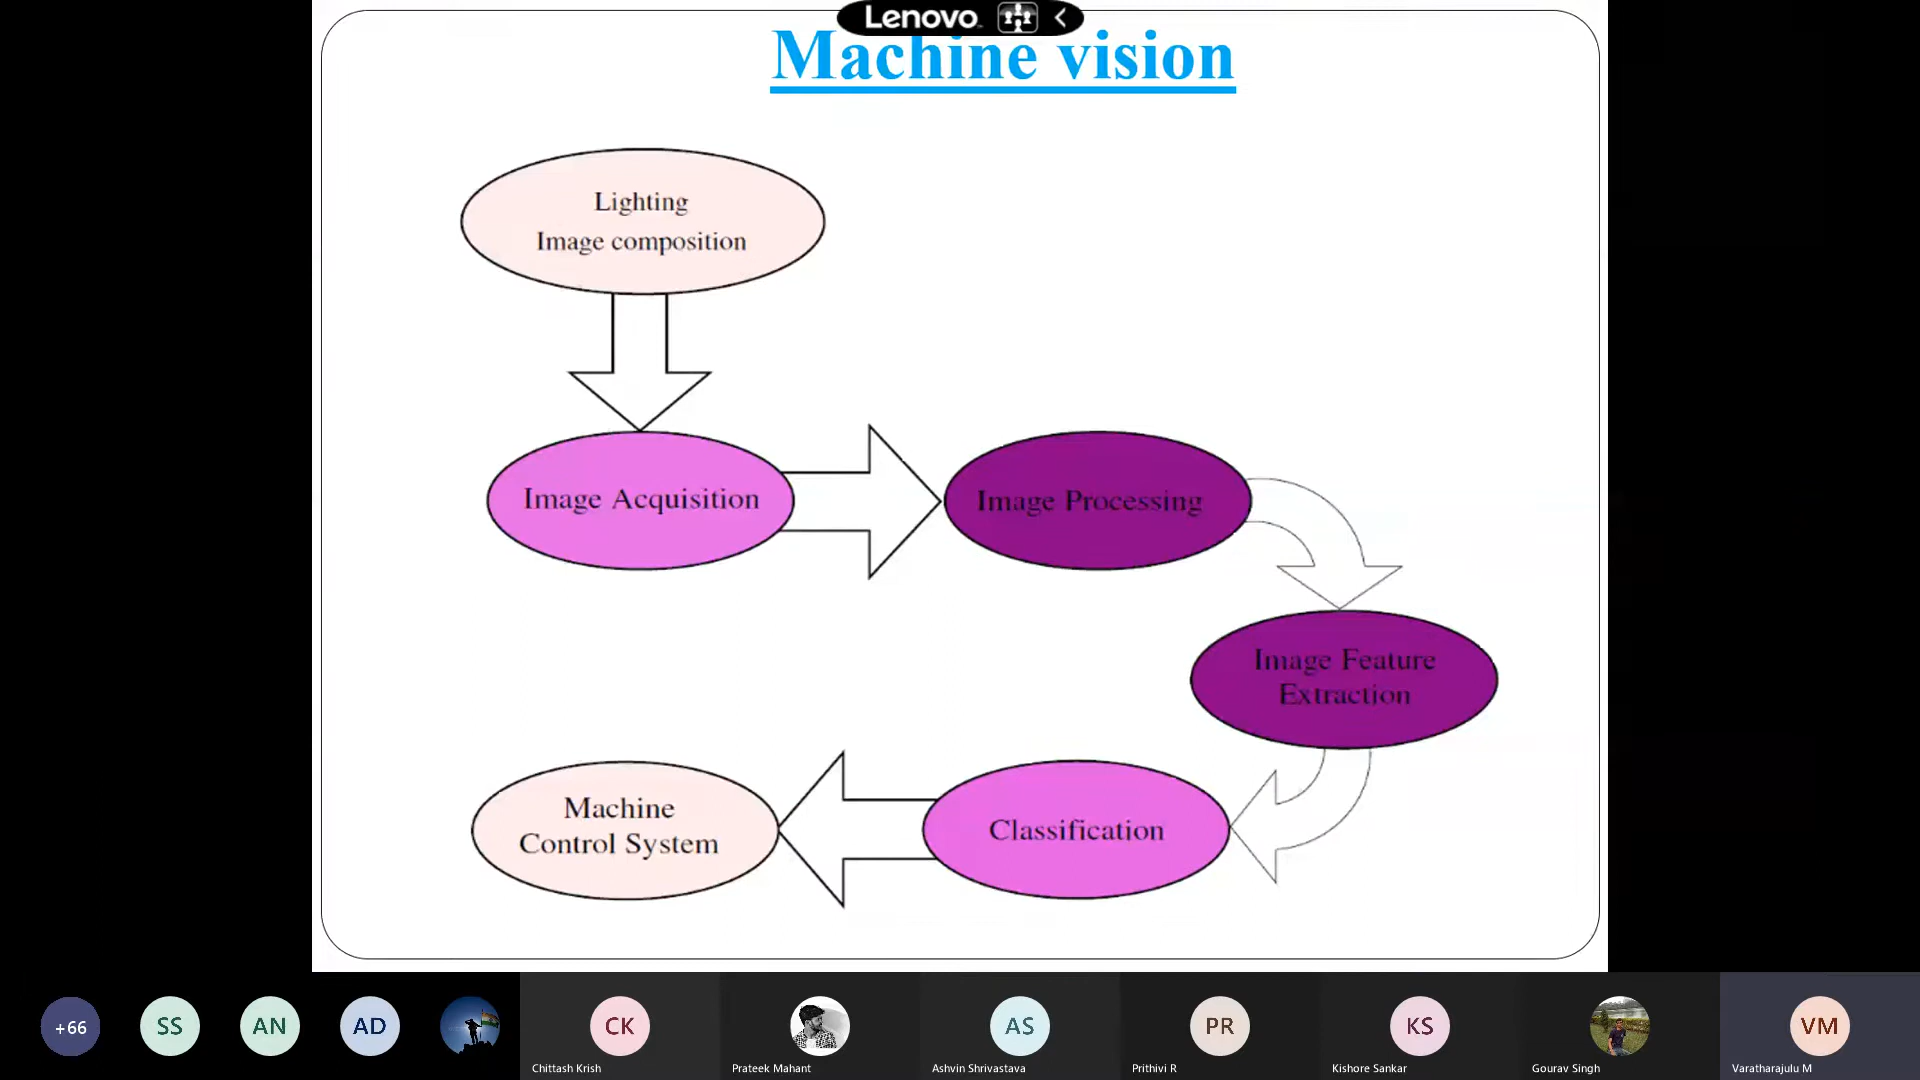 Lenovo
Machine vision
Lighting
Image composition
Image Acquisition
Image Processing
Image Feature
Extraction
Classification
Machine
Control System
+66
SS
AN
AD
CK
AS
PR
KS
VM
Chittash Krish
Prateek Mahant
Ashvin Shrivastava
Prithivi R
Kishore Sankar
Gourav Singh
Varatharajulu M